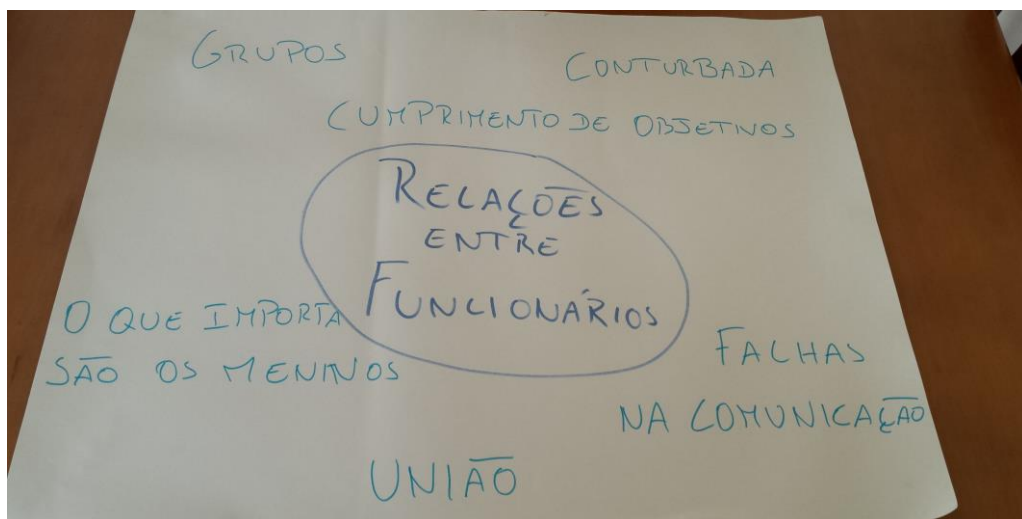 GRUPOS
CONTURBADA
CUMPRIMENTO DE OBJETIVOS
RELAÇÕES
ENTRE
FUNCIONÁRIOS
O QUE IMPORTA
SÃO OS MENINOS
FALHAS
NA COMUNICAÇÃO
UNIÃO